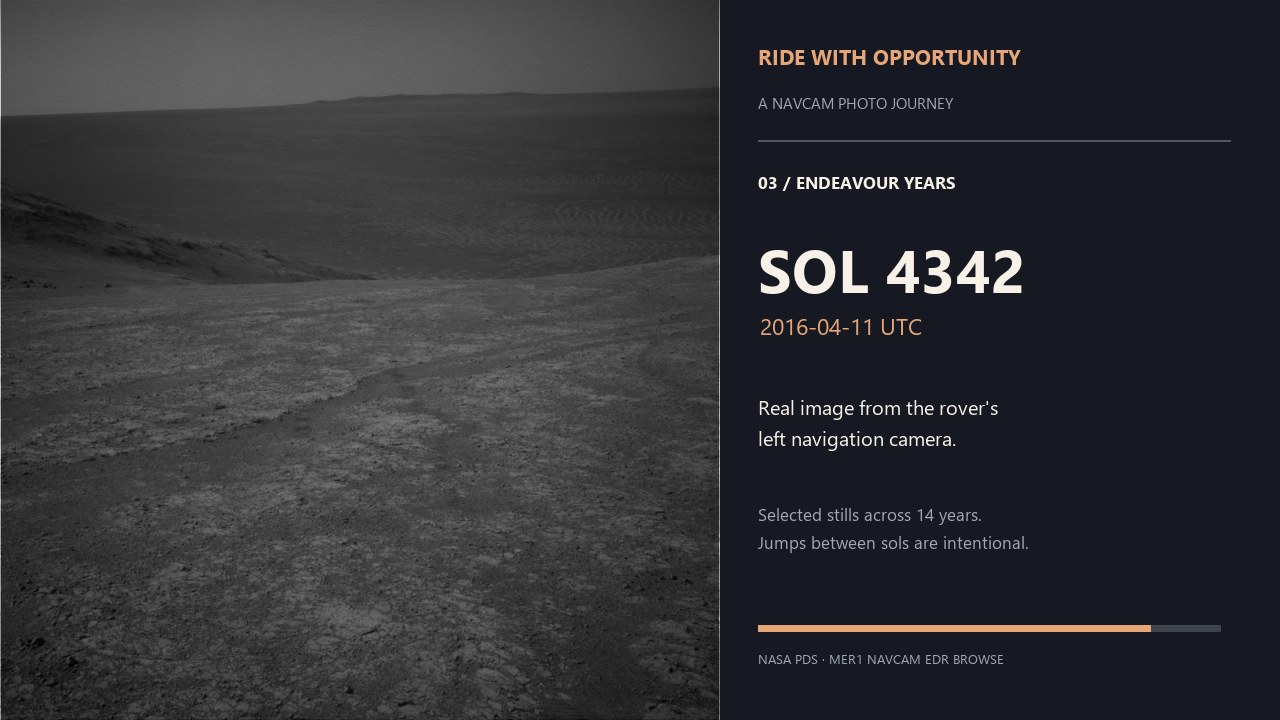 RIDE WITH OPPORTUNITY
A NAVCAM PHOTO JOURNEY
03 / ENDEAVOUR YEARS
SOL 4342
2016-04-11 UTC
Real image from the rover's
left navigation camera.
Selected stills across 14 years.
Jumps between sols are intentional.
NASA PDS · MER1 NAVCAM EDR BROWSE